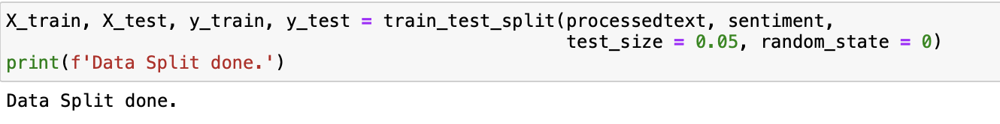 X_train, X_test, y_train, y_test = train_test_split(processedtext, sentiment,
test_size = 0.05, random_state = 0)
print(f'Data Split done.')
Data Split done.